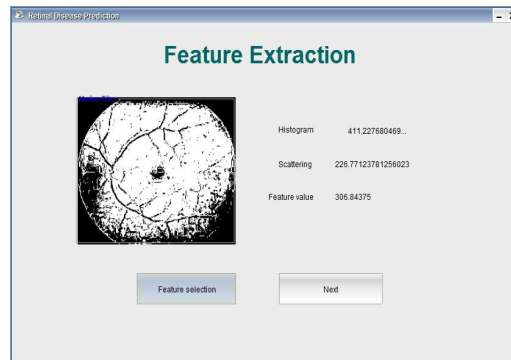 Retinal Disease Prediction
Feature Extraction
Histogram 411.227680469...
Scattering 226.77123781256023
Feature value 306.84375
Feature selection Next